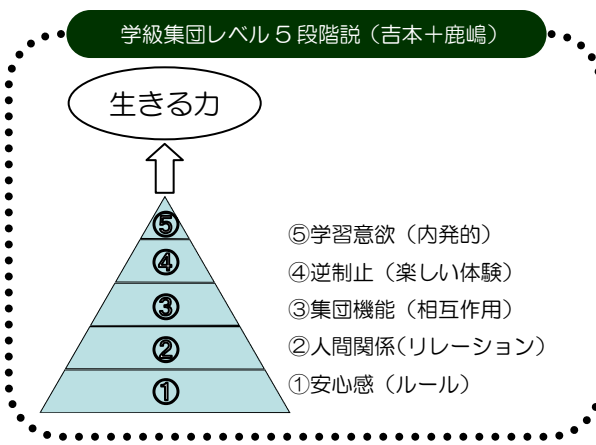 学級集団レベル5段階説（吉本＋鹿嶋）
生きる力
⑤
④
③
②
①
⑤学習意欲（内発的）
④逆制止（楽しい体験）
③集団機能（相互作用）
②人間関係（リレーション）
①安心感（ルール）